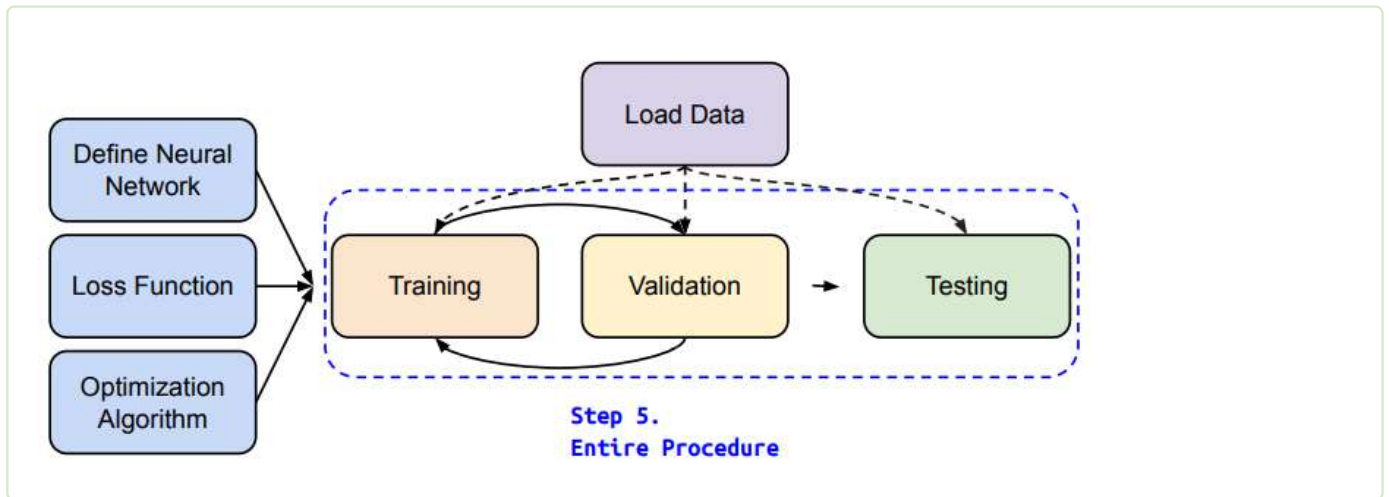 Load Data
Define Neural
Network
Loss Function
Optimization
Algorithm
Training
Validation
Testing
Step 5.
Entire Procedure